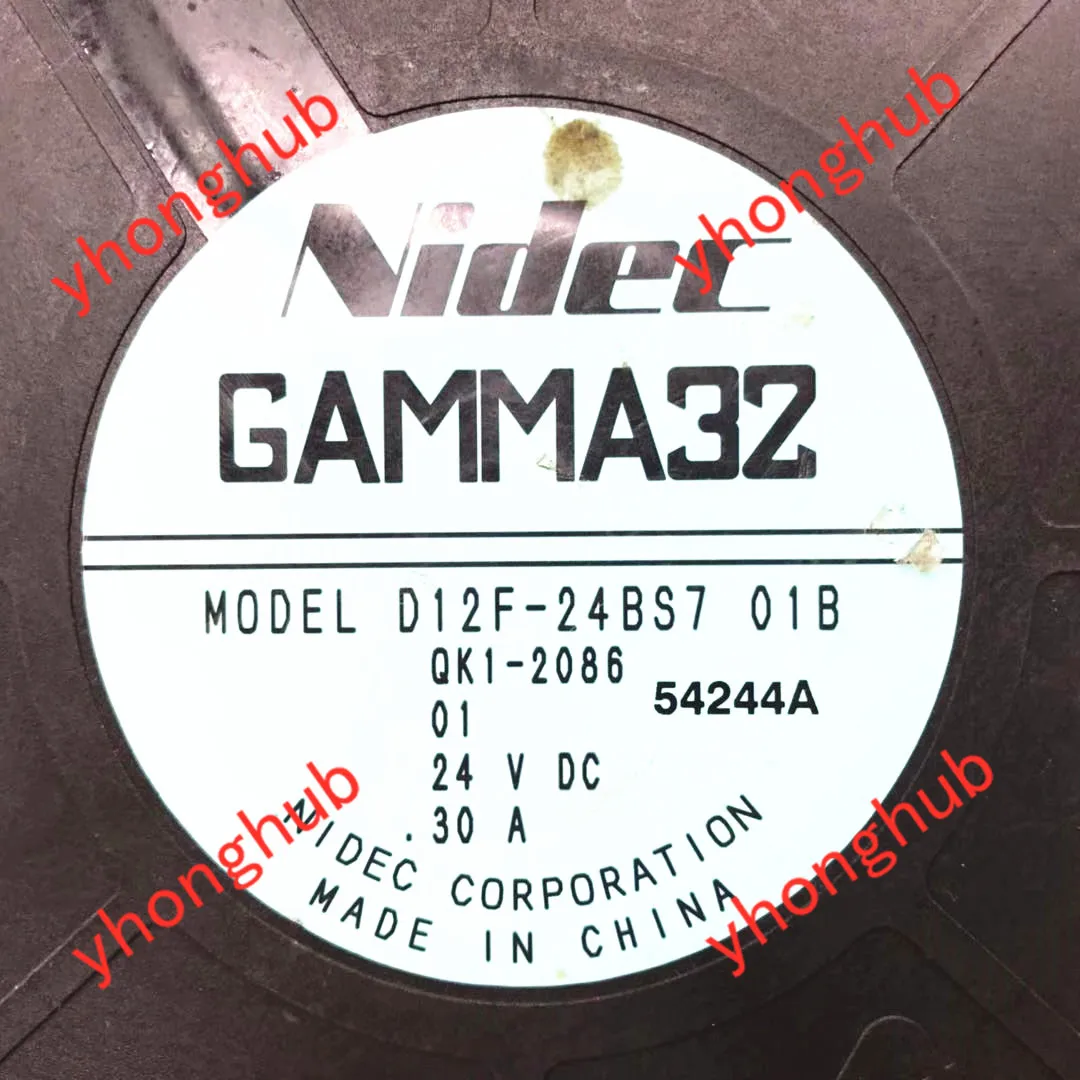 yhonghub
yhonghub
Nidec
GAMMA32
MODEL D12F-24BS7 01B
QK1-2086
54244A
01
24 V DC
.30 A
NIDEC CORPORATION
MADE IN CHINA
yhonghub
yhonghub